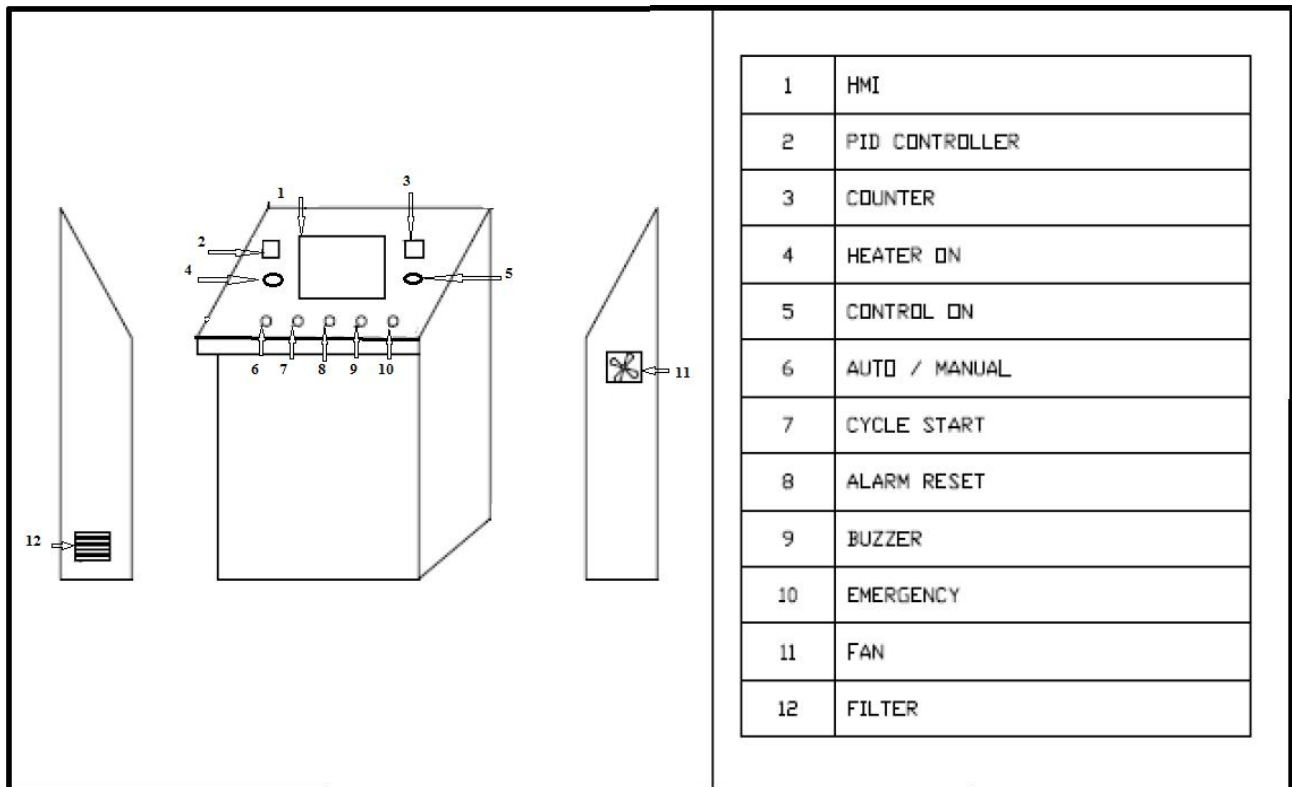 1
3
2
4
5
6 7 8 9 10
11
12
1 HMI
2 PID CONTROLLER
3 COUNTER
4 HEATER ON
5 CONTROL ON
6 AUTO / MANUAL
7 CYCLE START
8 ALARM RESET
9 BUZZER
10 EMERGENCY
11 FAN
12 FILTER